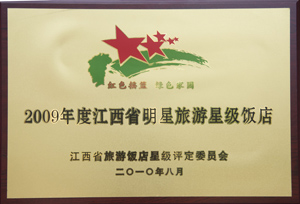 红色摇篮 绿色家园
2009年度江西省明星旅游星级饭店
江西省旅游饭店星级评定委员会
二〇一〇年八月